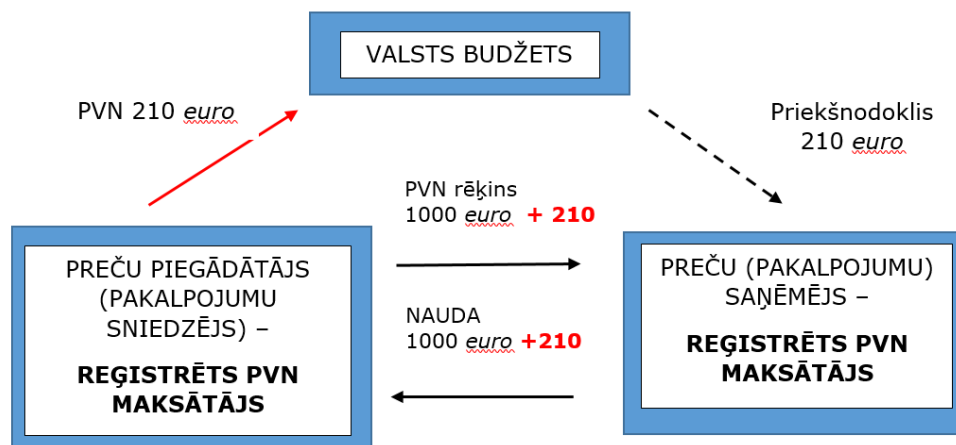 VALSTS BUDŽETS
PVN 210 euro
Priekšnodoklis
210 euro
PVN rēķins
1000 euro + 210
PREČU PIEGĀDĀTĀJS
(PAKALPOJUMU
SNIEDZĒJS) –
REĢISTRĒTS PVN
MAKSĀTĀJS
NAUDA
1000 euro +210
PREČU (PAKALPOJUMU)
SAŅĒMĒJS –
REĢISTRĒTS PVN
MAKSĀTĀJS